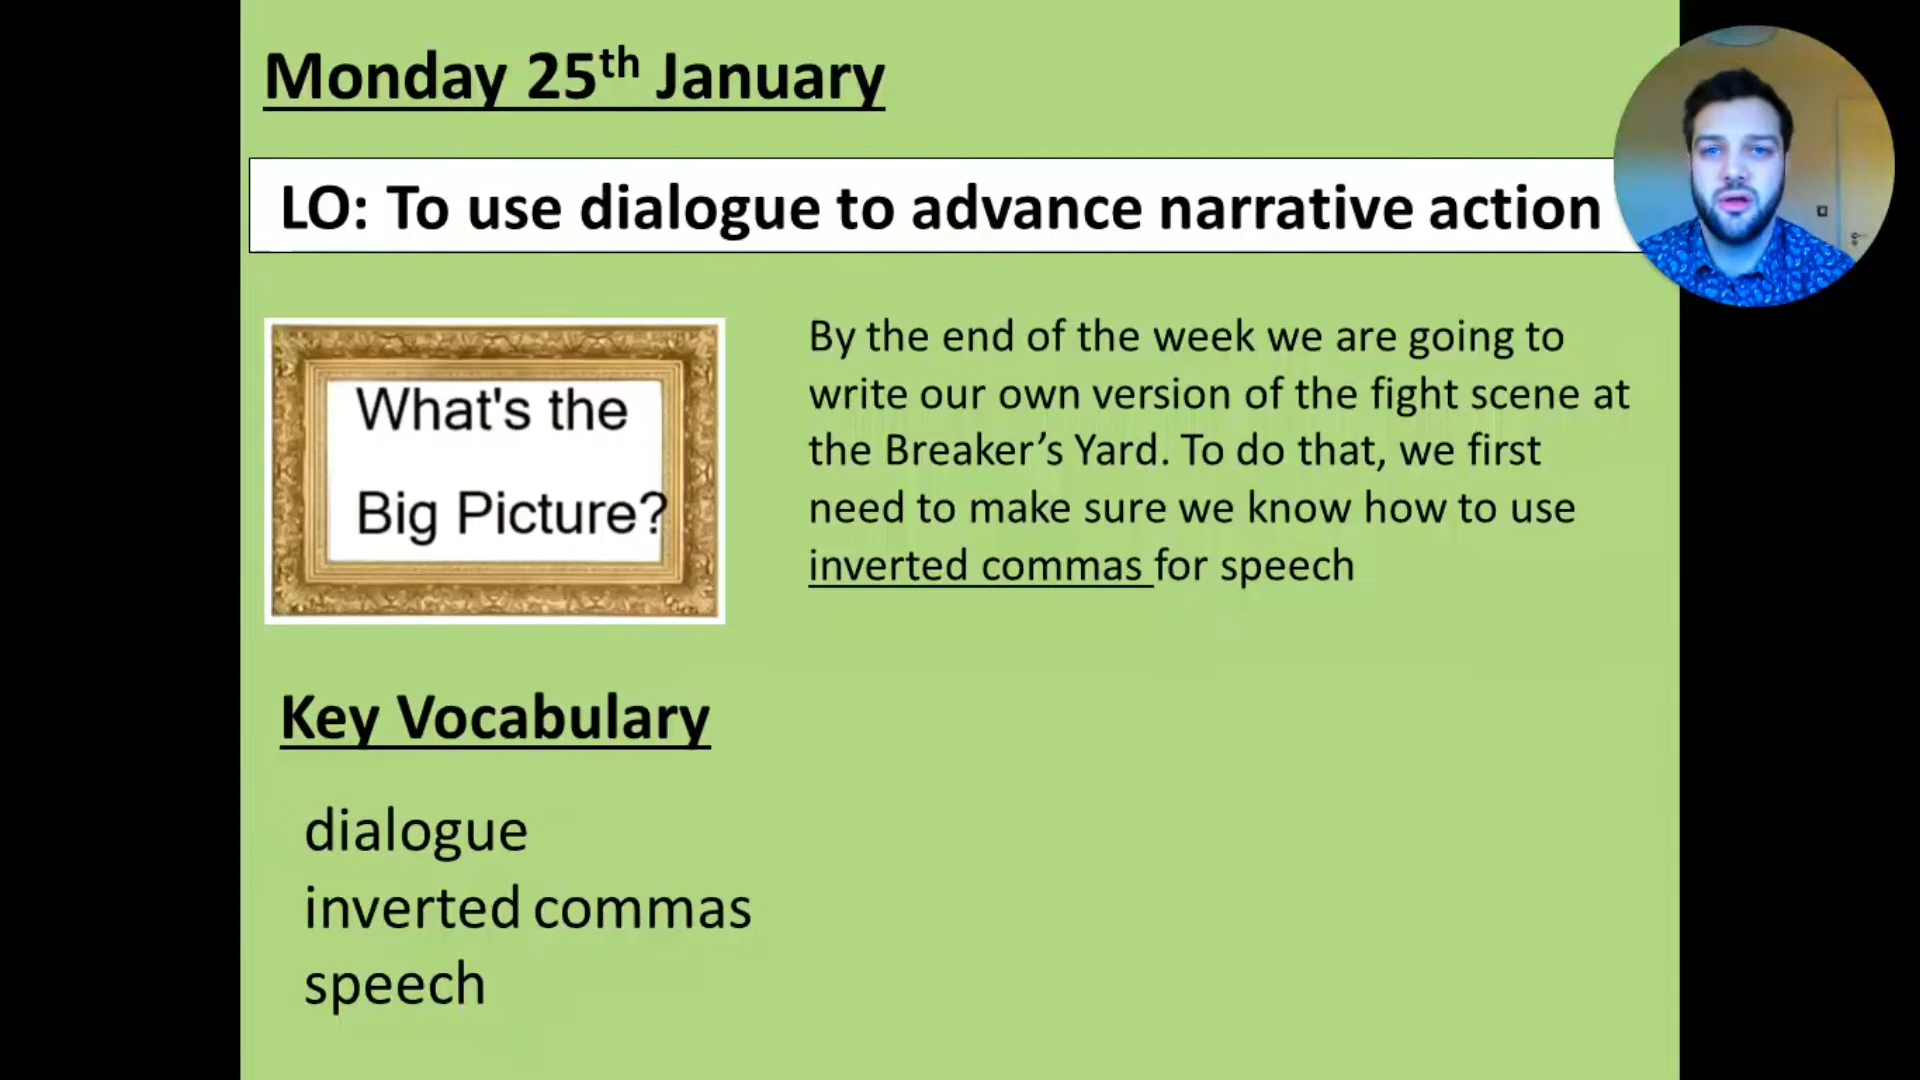 Monday 25th January
LO: To use dialogue to advance narrative action
What's the
Big Picture?
By the end of the week we are going to
write our own version of the fight scene at
the Breaker’s Yard. To do that, we first
need to make sure we know how to use
inverted commas for speech
Key Vocabulary
dialogue
inverted commas
speech